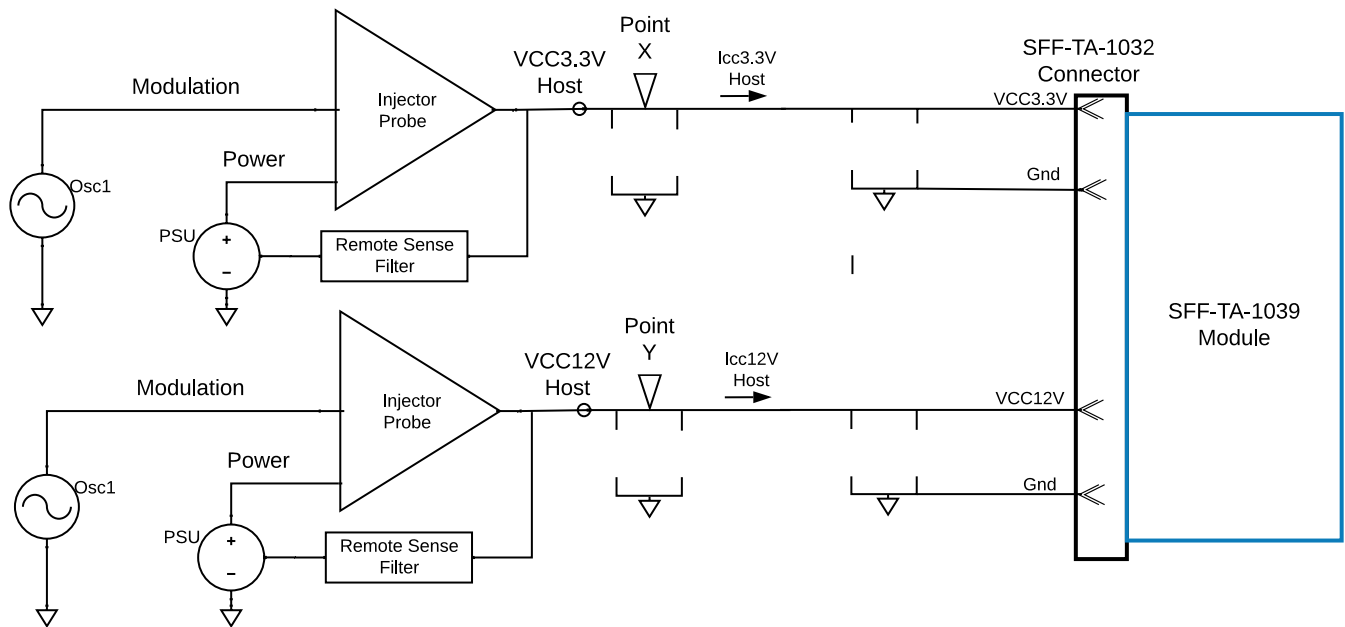 Point
X
SFF-TA-1032
Connector
VCC3.3V
Host
Icc3.3V
Host
Modulation
Injector
Probe
VCC3.3V
Power
Gnd
Osc1
PSU
+
–
Remote Sense
Filter
SFF-TA-1039
Module
Point
Y
VCC12V
Host
Icc12V
Host
Modulation
Injector
Probe
VCC12V
Power
Gnd
Osc1
PSU
+
–
Remote Sense
Filter